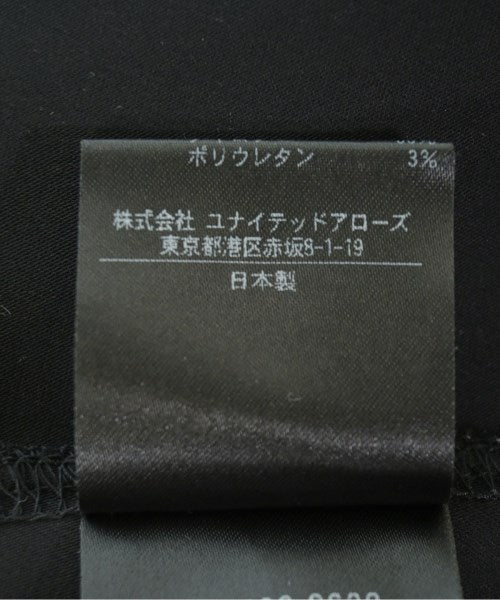 ポリウレタン 3%
株式会社 ユナイテッドアローズ
東京都港区赤坂8-1-19
日本製